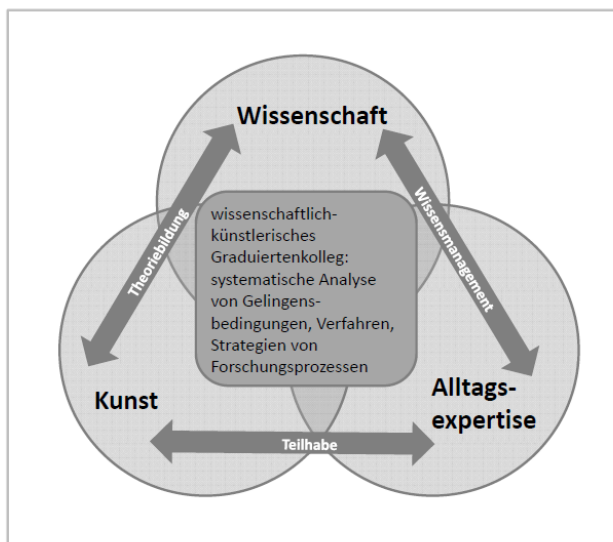 Wissenschaft
Theoriebildung
Wissensmanagement
wissenschaftlich-
künstlerisches
Graduiertenkolleg:
systematische Analyse
von Gelingens-
bedingungen, Verfahren,
Strategien von
Forschungsprozessen
Kunst
Alltags-
expertise
Teilhabe